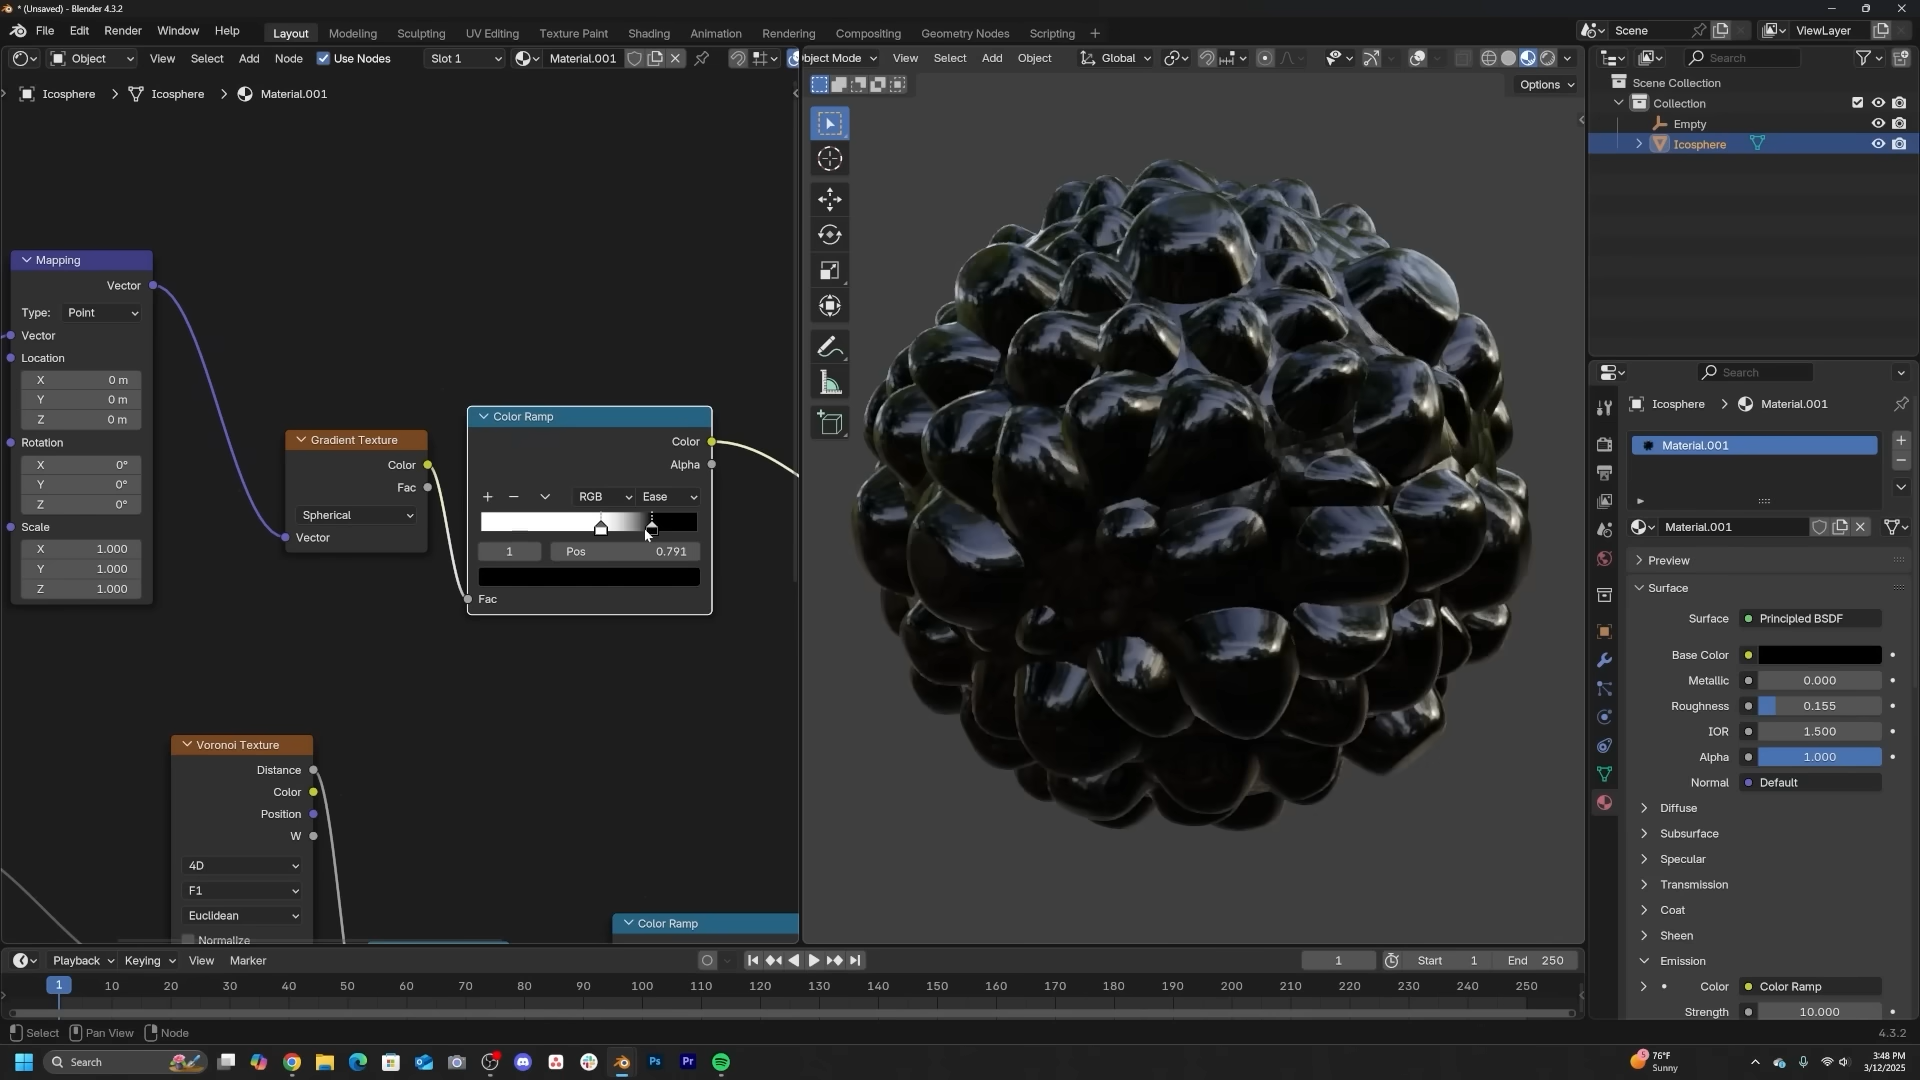 * (Unsaved) - Blender 4.3.2
File Edit Render Window Help
Layout Modeling Sculpting UV Editing Texture Paint Shading Animation Rendering Compositing Geometry Nodes Scripting +
Scene
ViewLayer
Object View Select Add Node Use Nodes Slot 1 Material.001
bject Mode View Select Add Object Global
Search
Icosphere > Icosphere > Material.001
Options
Scene Collection
Collection
Empty
Icosphere
Mapping
Vector
Type: Point
Vector
Location
X 0 m
Y 0 m
Z 0 m
Rotation
X 0°
Y 0°
Z 0°
Scale
X 1.000
Y 1.000
Z 1.000
Gradient Texture
Color
Fac
Spherical
Vector
Color Ramp
Color
Alpha
+ − RGB Ease
1 Pos 0.791
Fac
Voronoi Texture
Distance
Color
Position
W
4D
F1
Euclidean
Normalize
Color Ramp
Search
Icosphere > Material.001
Material.001
Material.001
Preview
Surface
Surface Principled BSDF
Base Color
Metallic 0.000
Roughness 0.155
IOR 1.500
Alpha 1.000
Normal Default
Diffuse
Subsurface
Specular
Transmission
Coat
Sheen
Emission
Color Color Ramp
Strength 10.000
Playback Keying View Marker
1 Start 1 End 250
1 10 20 30 40 50 60 70 80 90 100 110 120 130 140 150 160 170 180 190 200 210 220 230 240 250
Select Pan View Node
4.3.2
Search
Ps Pr
76°F
Sunny
3:48 PM
3/12/2025